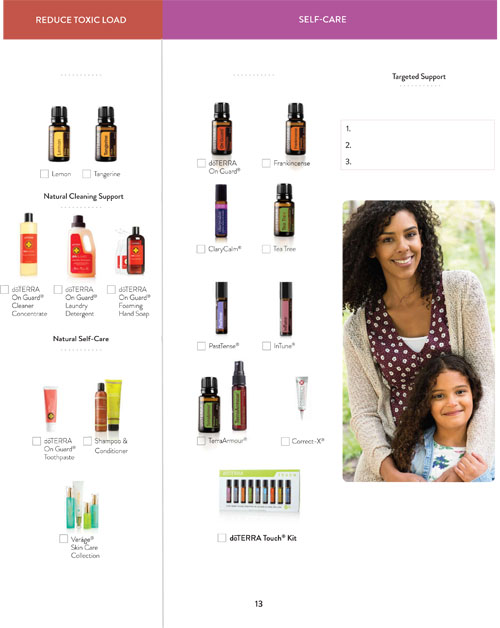 REDUCE TOXIC LOAD
SELF-CARE
Lemon
Tangerine
Natural Cleaning Support
dōTERRA
On Guard®
Cleaner
Concentrate
dōTERRA
On Guard®
Laundry
Detergent
dōTERRA
On Guard®
Foaming
Hand Soap
Natural Self-Care
dōTERRA
On Guard®
Toothpaste
Shampoo &
Conditioner
Veráge®
Skin Care
Collection
dōTERRA
On Guard®
Frankincense
ClaryCalm®
Tea Tree
PastTense®
InTune®
TerraArmour®
Correct-X®
dōTERRA Touch® Kit
Targeted Support
1.
2.
3.
13